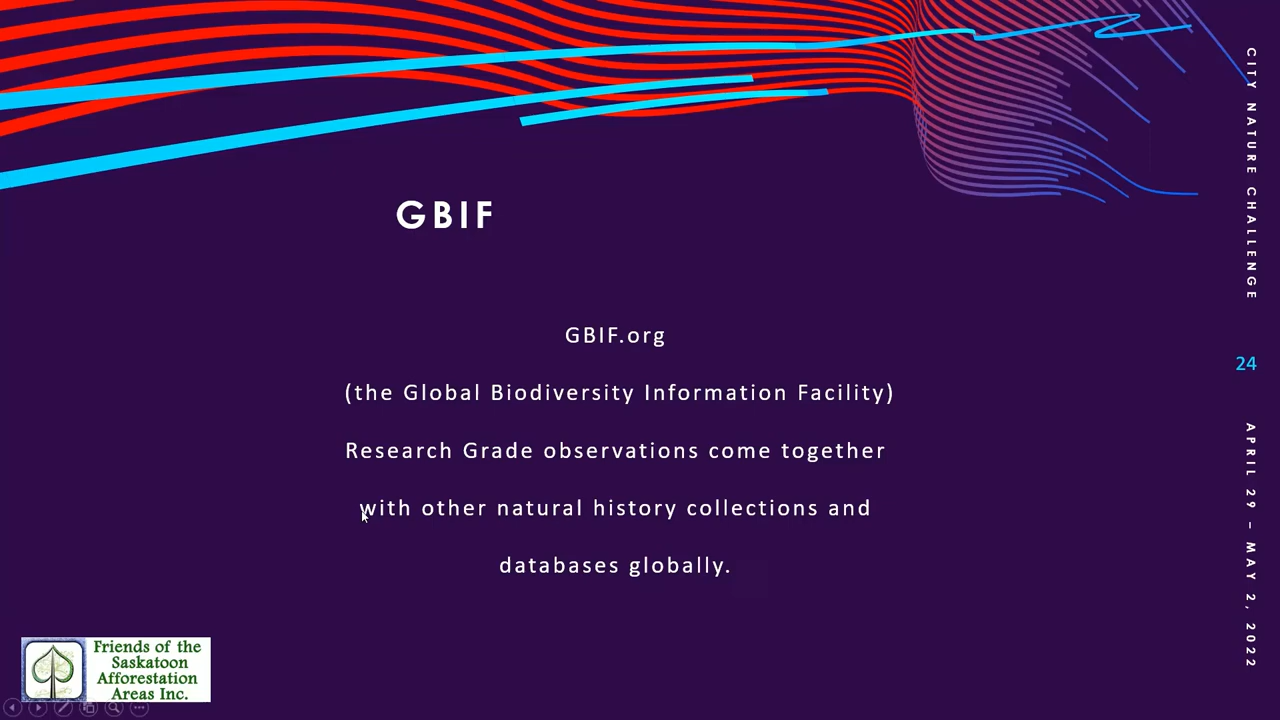 GBIF
GBIF.org
(the Global Biodiversity Information Facility)
Research Grade observations come together
with other natural history collections and
databases globally.
CITY NATURE CHALLENGE
24
APRIL 29 – MAY 2, 2022
Friends of the
Saskatoon
Afforestation
Areas Inc.